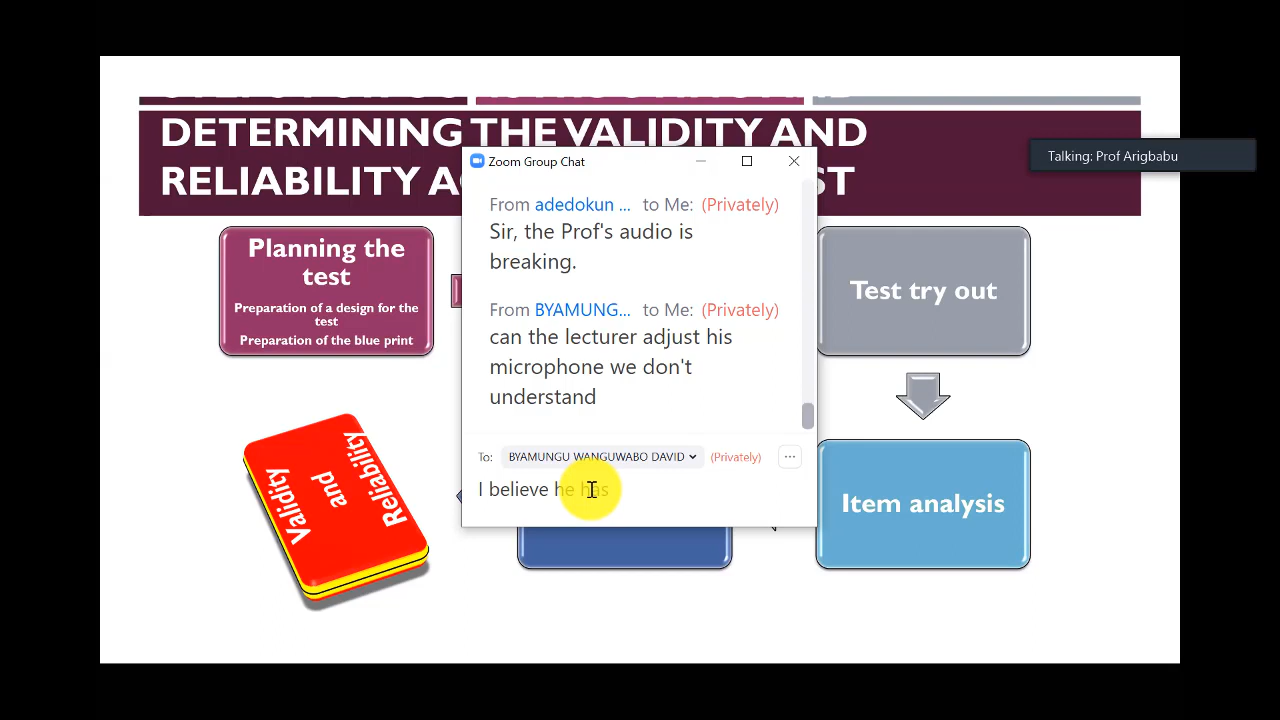 DETERMINING THE VALIDITY AND
RELIABILITY A
ST
Talking: Prof Arigbabu
Zoom Group Chat
From adedokun ... to Me: (Privately)
Sir, the Prof's audio is
breaking.
From BYAMUNG... to Me: (Privately)
can the lecturer adjust his
microphone we don't
understand
To: BYAMUNGU WANGUWABO DAVID (Privately) ...
I believe he has
Planning the
test
Preparation of a design for the
test
Preparation of the blue print
Test try out
Item analysis
Validity
and
Reliability